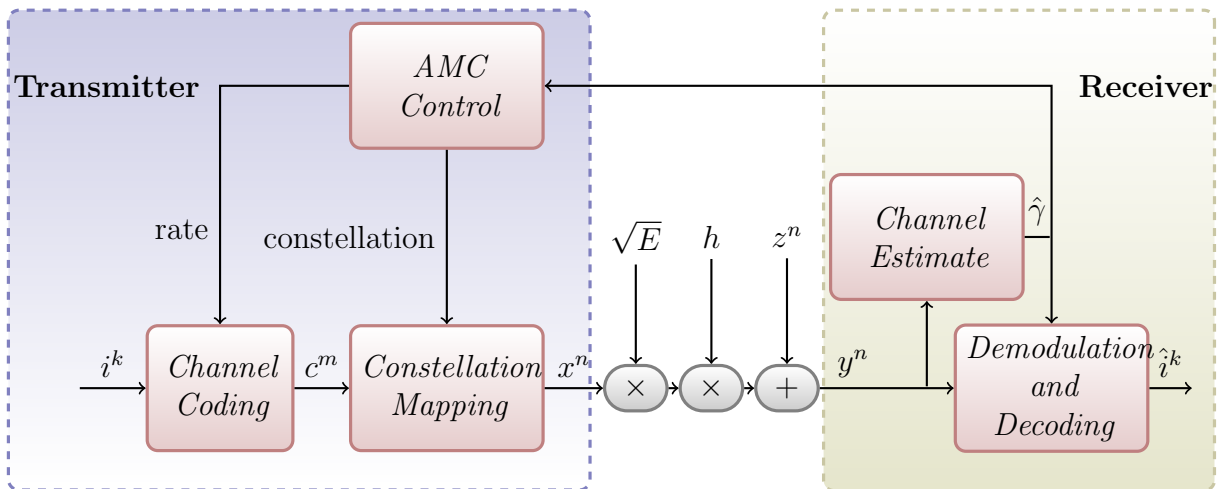 AMC
Control
Transmitter
Receiver
rate
constellation
√E
h
zⁿ
Channel
Estimate
γ̂
iᵏ
Channel
Coding
cᵐ
Constellation
Mapping
xⁿ
×
×
+
yⁿ
Demodulation
and
Decoding
îᵏ